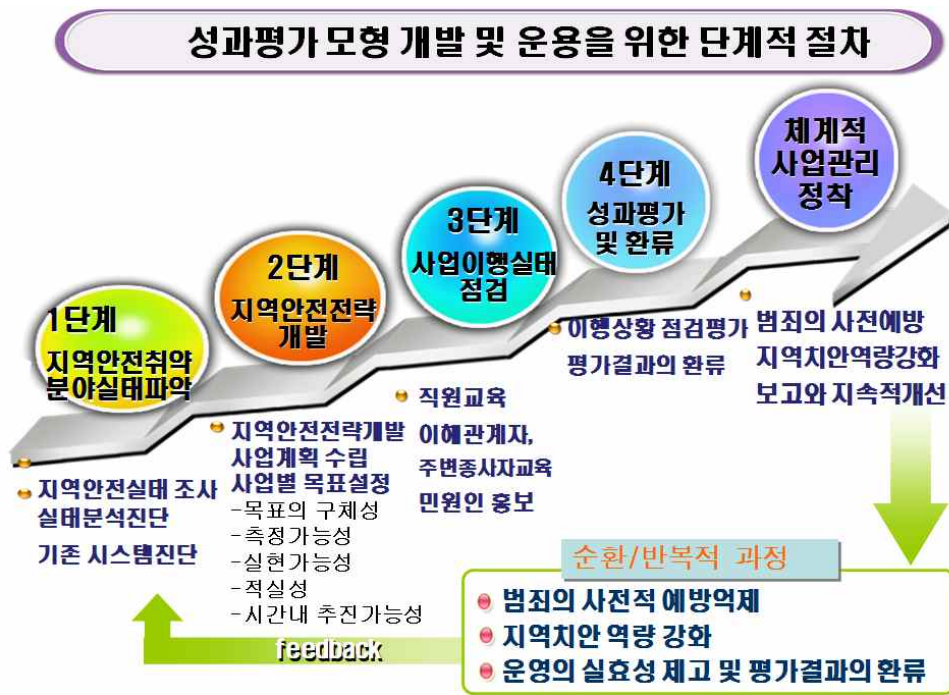 성과평가 모형 개발 및 운용을 위한 단계적 절차
1단계
지역안전취약
분야실태파악
지역안전실태 조사
실태분석진단
기존 시스템진단
2단계
지역안전전략
개발
지역안전전략개발
사업계획 수립
사업별 목표설정
-목표의 구체성
-측정가능성
-실현가능성
-적실성
-시간내 추진가능성
3단계
사업이행실태
점검
직원교육
이해관계자,
주변종사자교육
민원인 홍보
4단계
성과평가
및 환류
이행상황 점검평가
평가결과의 환류
체계적
사업관리
정착
범죄의 사전예방
지역치안역량강화
보고와 지속적개선
순환/반복적 과정
범죄의 사전적 예방억제
지역치안 역량 강화
운영의 실효성 제고 및 평가결과의 환류
feedback